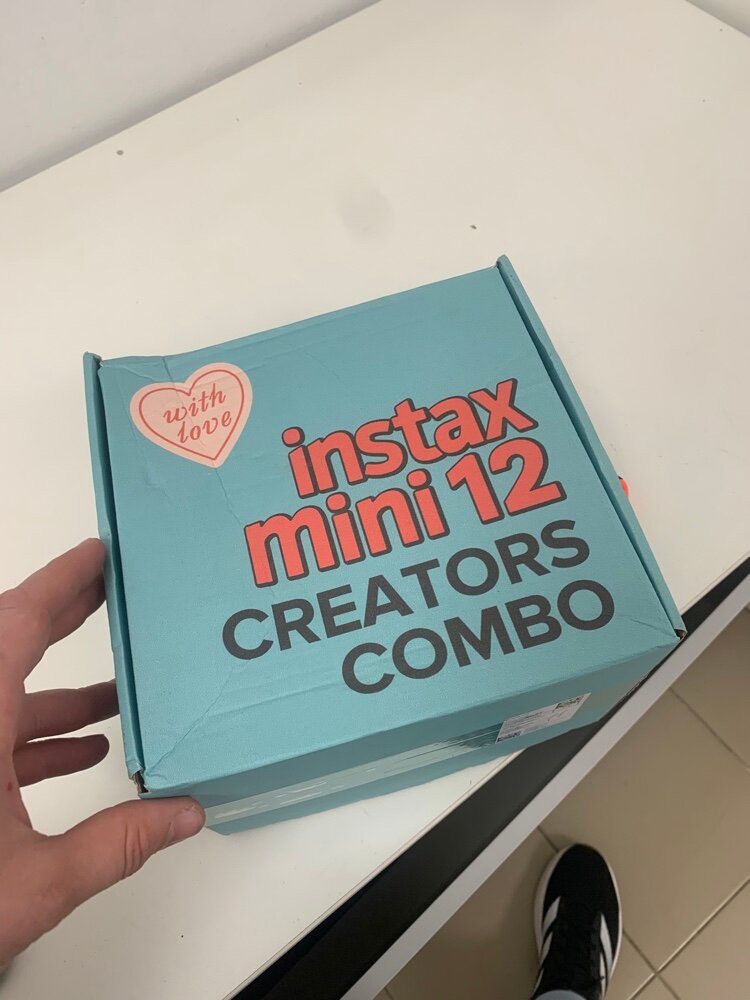 with
love
instax
mini 12
CREATORS
COMBO